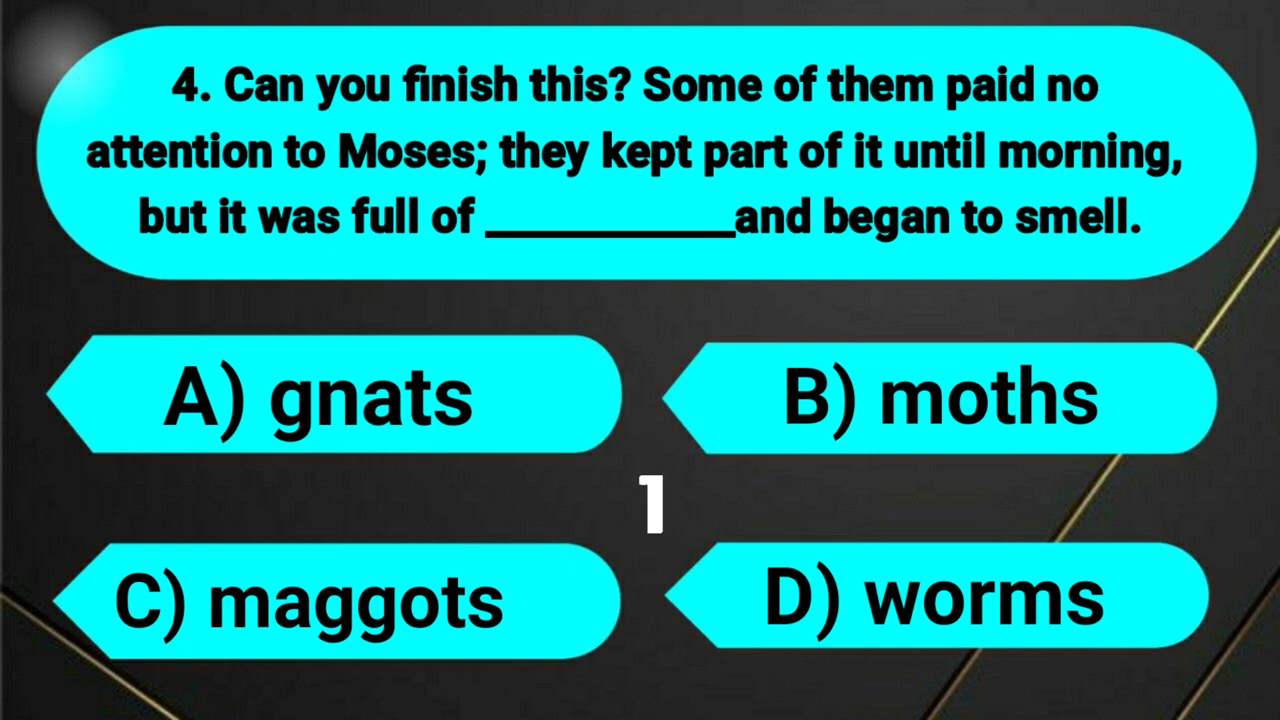 4. Can you finish this? Some of them paid no
attention to Moses; they kept part of it until morning,
but it was full of __________and began to smell.
A) gnats
B) moths
1
C) maggots
D) worms